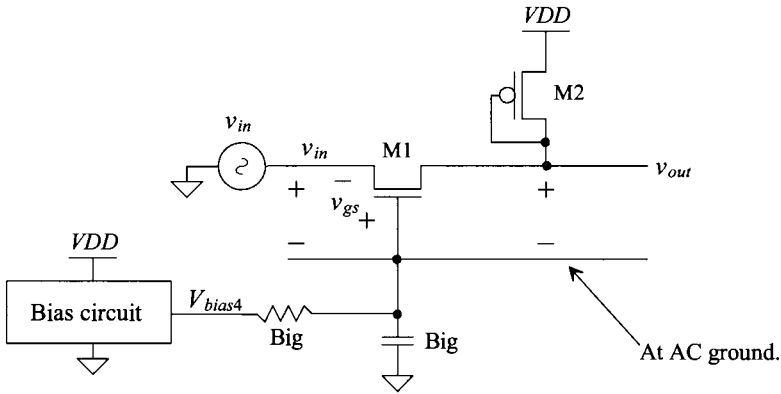 VDD
M2
v_in
v_in
M1
v_out
+
−
v_gs
+
+
−
−
VDD
Bias circuit
V_bias4
Big
Big
At AC ground.